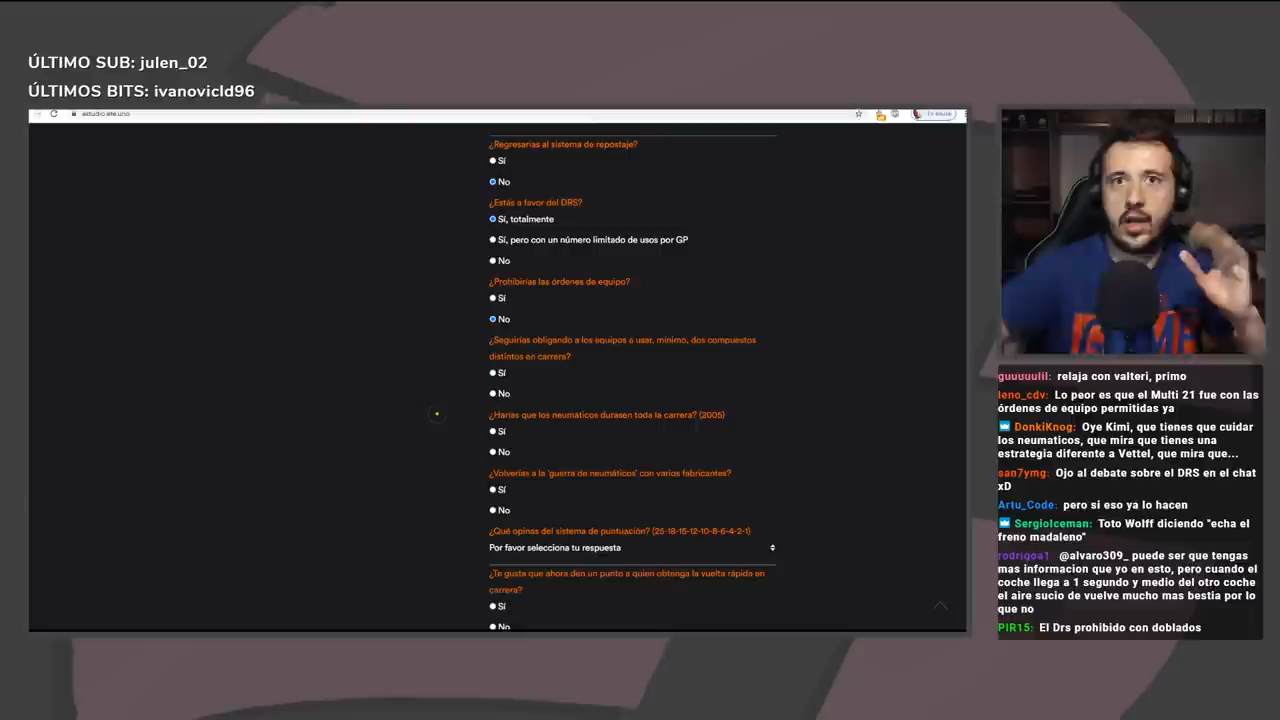 ÚLTIMO SUB: julen_02
ÚLTIMOS BITS: ivanovicld96
estudio.site.uno
¿Regresarías al sistema de repostaje?
Sí
No
¿Estás a favor del DRS?
Sí, totalmente
Sí, pero con un número limitado de usos por GP
No
¿Prohibirías las órdenes de equipo?
Sí
No
¿Seguirías obligando a los equipos a usar, mínimo, dos compuestos
distintos en carrera?
Sí
No
¿Harías que los neumáticos durasen toda la carrera? (2005)
Sí
No
¿Volverías a la 'guerra de neumáticos' con varios fabricantes?
Sí
No
¿Qué opinas del sistema de puntuación? (25-18-15-12-10-8-6-4-2-1)
Por favor selecciona tu respuesta
¿Te gusta que ahora den un punto a quien obtenga la vuelta rápida en
carrera?
Sí
No
guuuuulil: relaja con valteri, primo
leno_cdv: Lo peor es que el Multi 21 fue con las
órdenes de equipo permitidas ya
DonkiKnog: Oye Kimi, que tienes que cuidar
los neumaticos, que mira que tienes una
estrategia diferente a Vettel, que mira que...
san7ymg: Ojo al debate sobre el DRS en el chat
xD
Artu_Code: pero si eso ya lo hacen
SergioIceman: Toto Wolff diciendo "echa el
freno madaleno"
rodrigoa1 @alvaro309_ puede ser que tengas
mas informacion que yo en esto, pero cuando el
coche llega a 1 segundo y medio del otro coche
el aire sucio de vuelve mucho mas bestia por lo
que no
PIR15: El Drs prohibido con doblados